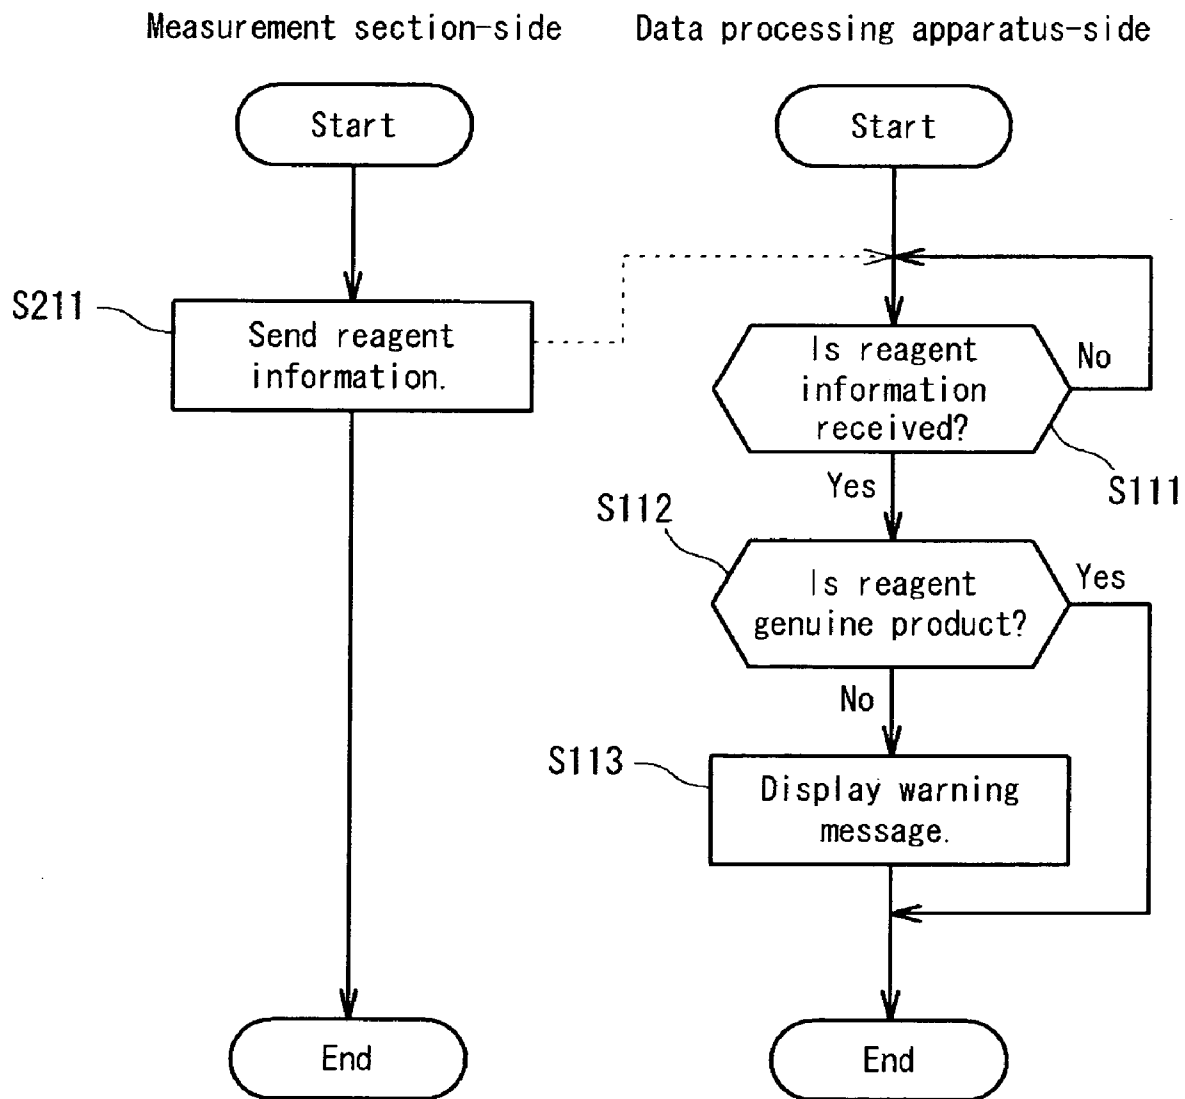 Measurement section-side
Data processing apparatus-side
Start
Start
S211
Send reagent
information.
Is reagent
information
received?
No
S111
Yes
S112
Is reagent
genuine product?
Yes
No
S113
Display warning
message.
End
End